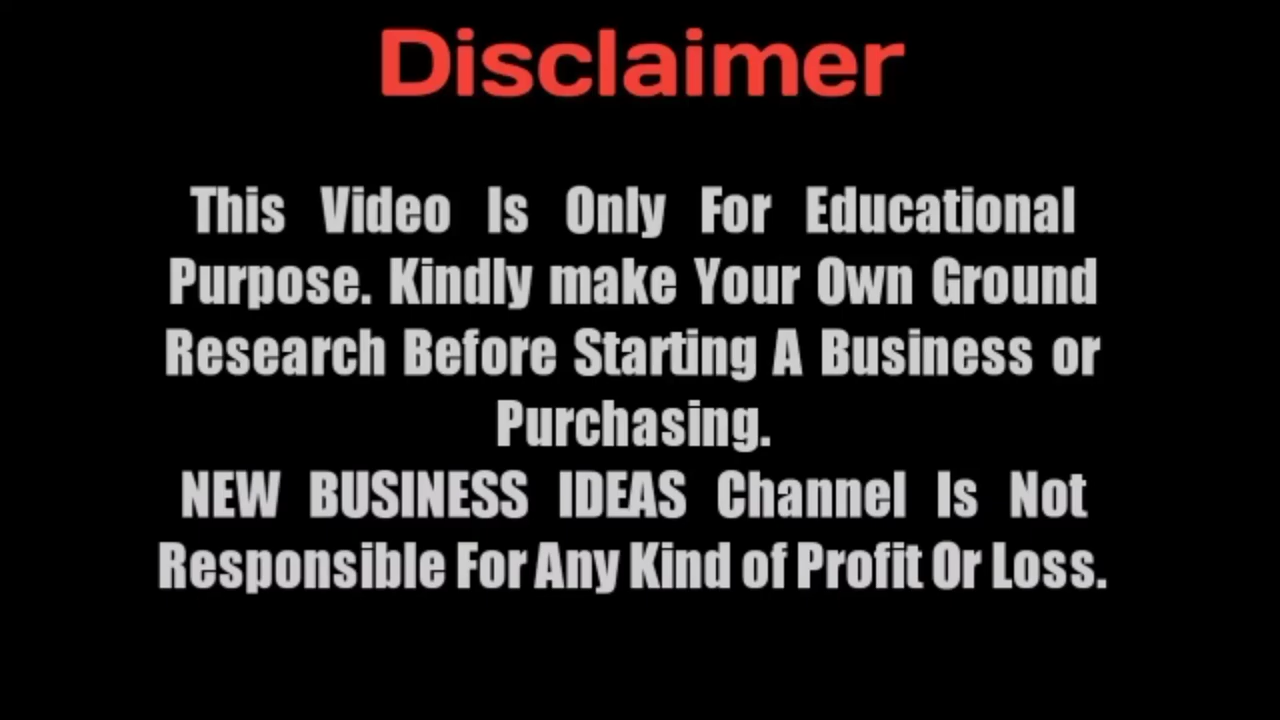 Disclaimer
This Video Is Only For Educational
Purpose. Kindly make Your Own Ground
Research Before Starting A Business or
Purchasing.
NEW BUSINESS IDEAS Channel Is Not
Responsible For Any Kind of Profit Or Loss.